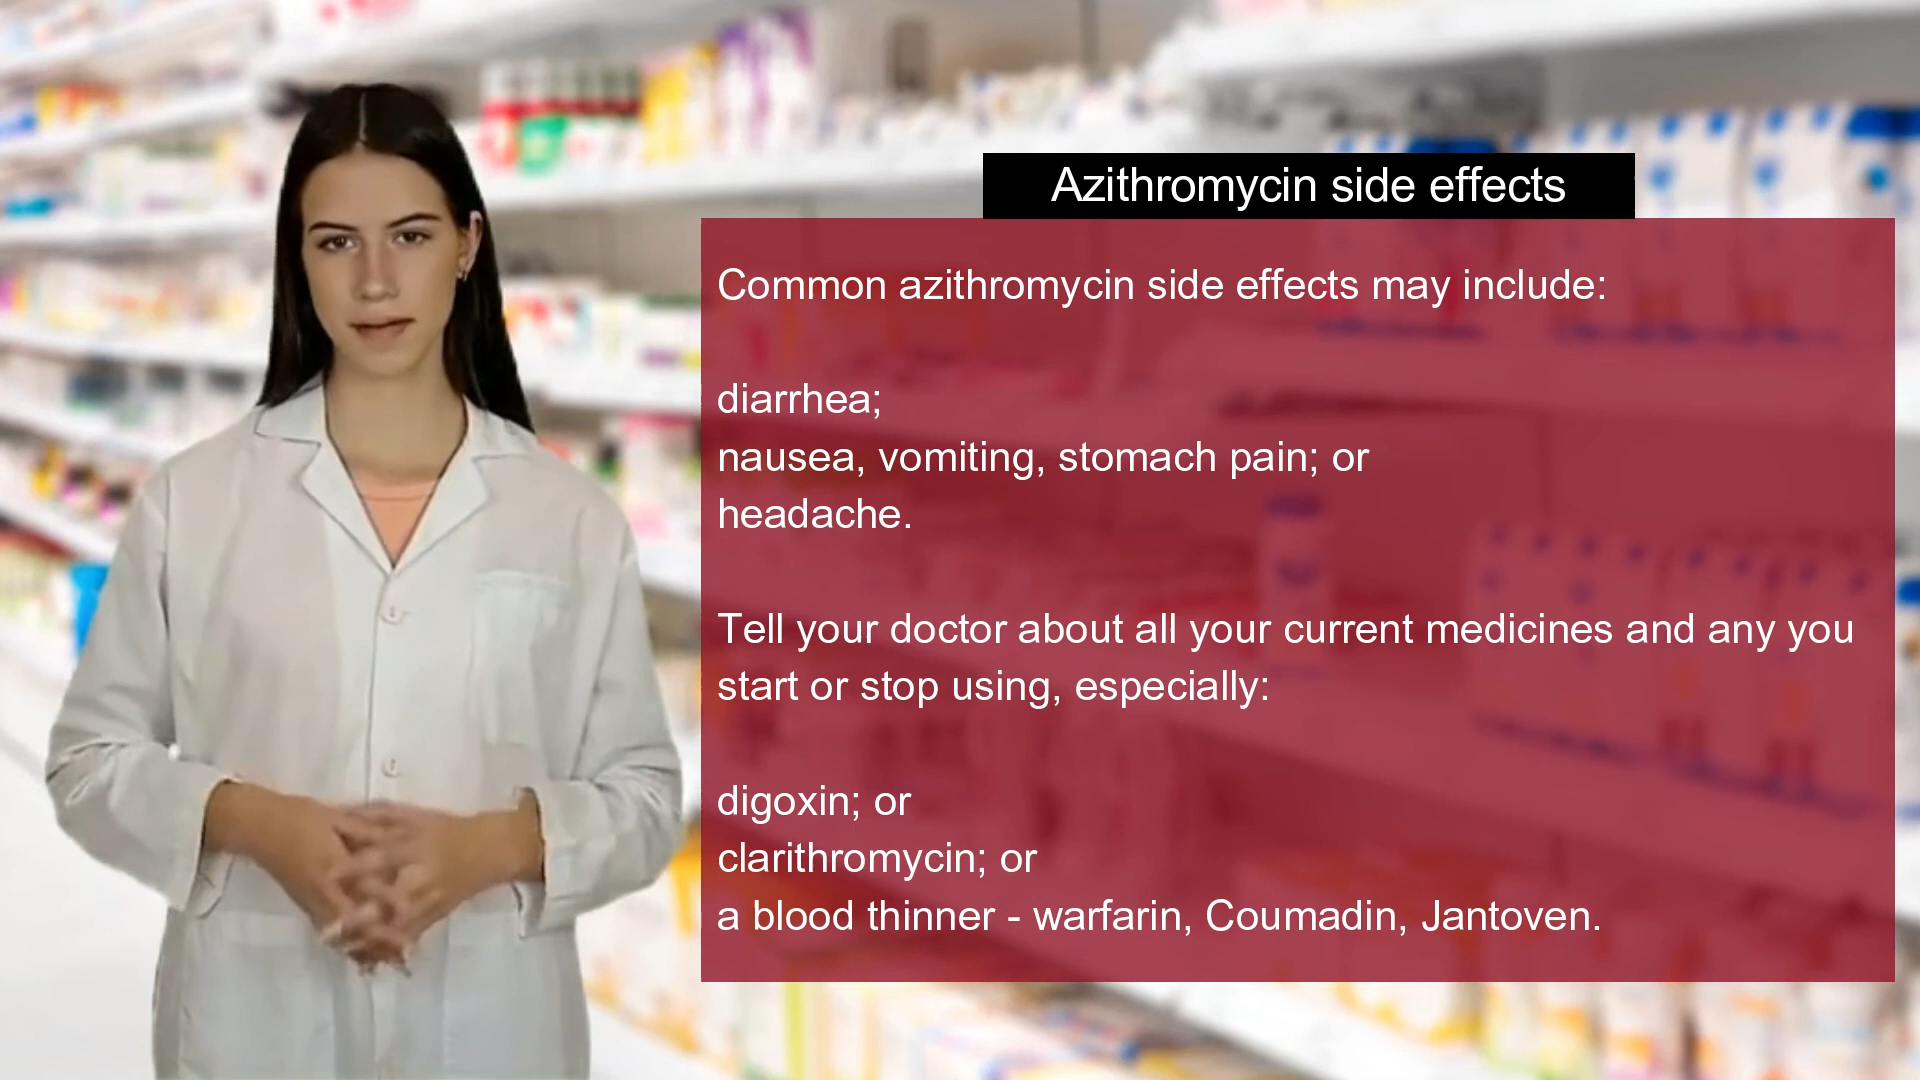 Azithromycin side effects
Common azithromycin side effects may include:
diarrhea;
nausea, vomiting, stomach pain; or
headache.
Tell your doctor about all your current medicines and any you
start or stop using, especially:
digoxin; or
clarithromycin; or
a blood thinner - warfarin, Coumadin, Jantoven.